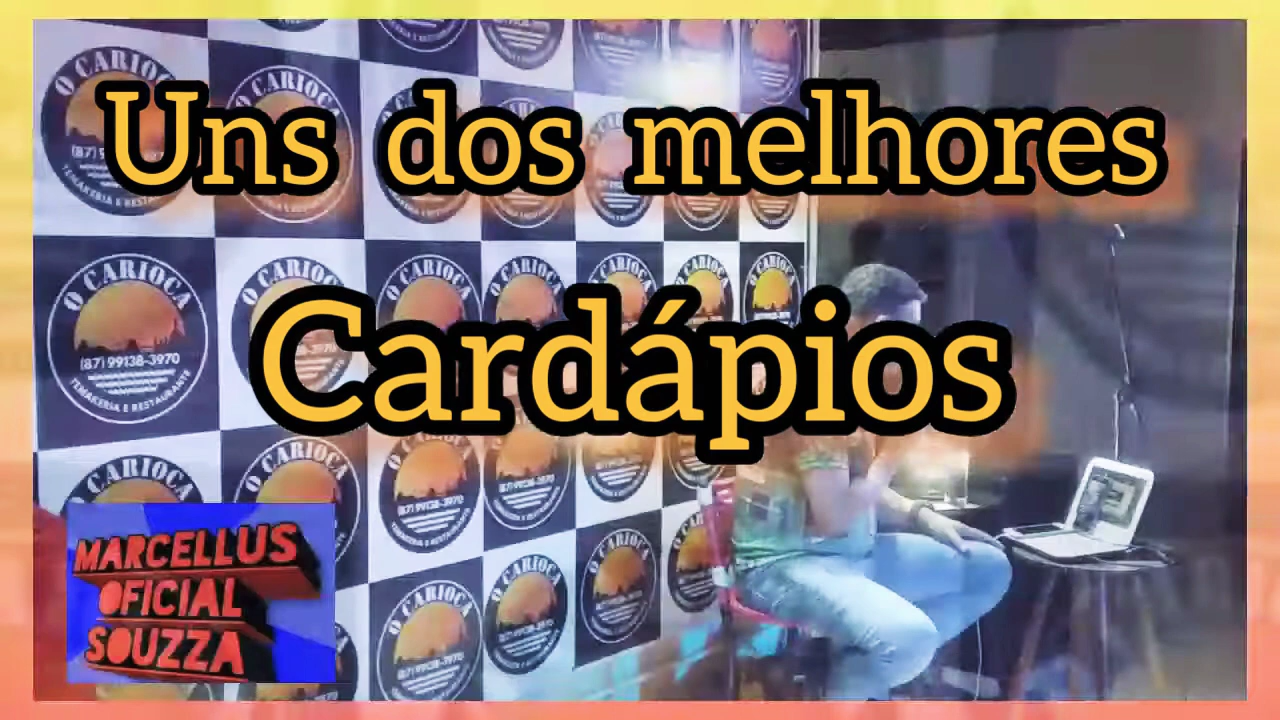 Uns dos melhores
Cardápios
O CARIOCA
(87) 99138-3970
TEMAKERIA E RESTAURANTE
MARCELLUS
OFICIAL
SOUZZA